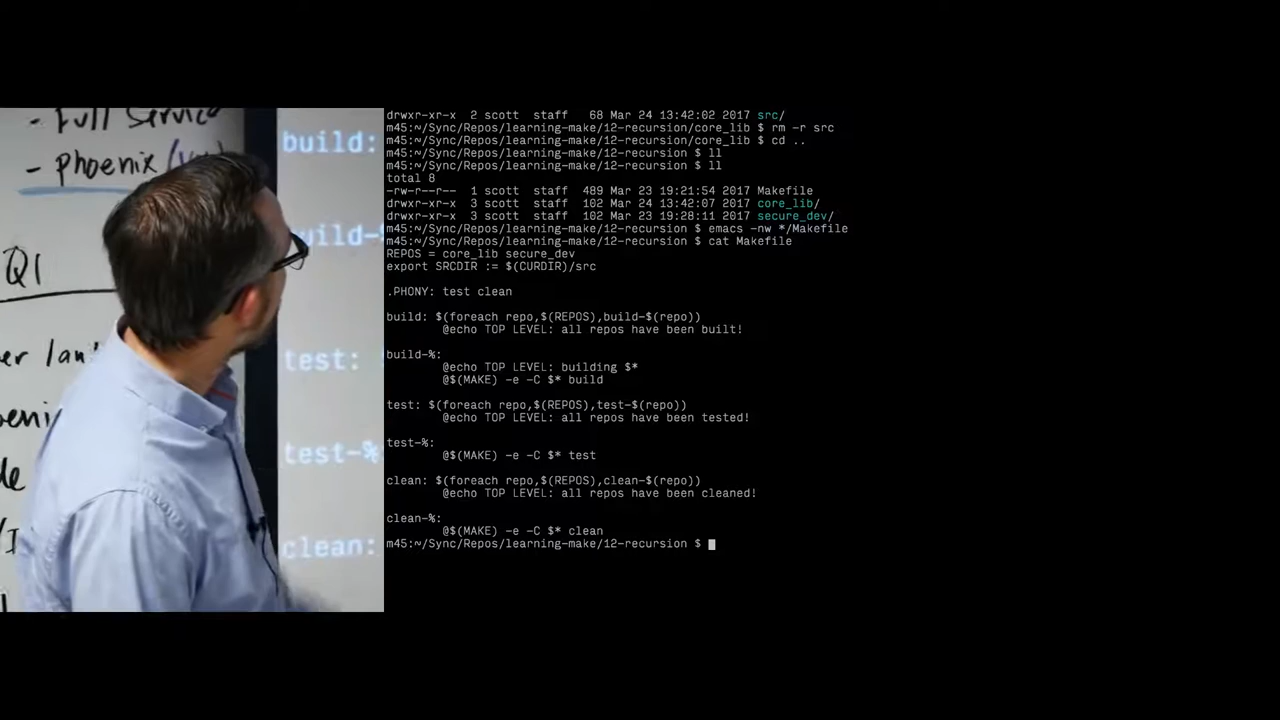 - Full Service
- phoenix
Q1
build:
build-%
test:
test-%
clean:
drwxr-xr-x  2 scott  staff   68 Mar 24 13:42:02 2017 src/
m45:~/Sync/Repos/learning-make/12-recursion/core_lib $ rm -r src
m45:~/Sync/Repos/learning-make/12-recursion/core_lib $ cd ..
m45:~/Sync/Repos/learning-make/12-recursion $ ll
m45:~/Sync/Repos/learning-make/12-recursion $ ll
total 8
-rw-r--r--  1 scott  staff  489 Mar 23 19:21:54 2017 Makefile
drwxr-xr-x  3 scott  staff  102 Mar 24 13:42:07 2017 core_lib/
drwxr-xr-x  3 scott  staff  102 Mar 23 19:28:11 2017 secure_dev/
m45:~/Sync/Repos/learning-make/12-recursion $ emacs -nw */Makefile
m45:~/Sync/Repos/learning-make/12-recursion $ cat Makefile
REPOS = core_lib secure_dev
export SRCDIR := $(CURDIR)/src
.PHONY: test clean
build: $(foreach repo,$(REPOS),build-$(repo))
@echo TOP LEVEL: all repos have been built!
build-%:
@echo TOP LEVEL: building $*
@$(MAKE) -e -C $* build
test: $(foreach repo,$(REPOS),test-$(repo))
@echo TOP LEVEL: all repos have been tested!
test-%:
@$(MAKE) -e -C $* test
clean: $(foreach repo,$(REPOS),clean-$(repo))
@echo TOP LEVEL: all repos have been cleaned!
clean-%:
@$(MAKE) -e -C $* clean
m45:~/Sync/Repos/learning-make/12-recursion $